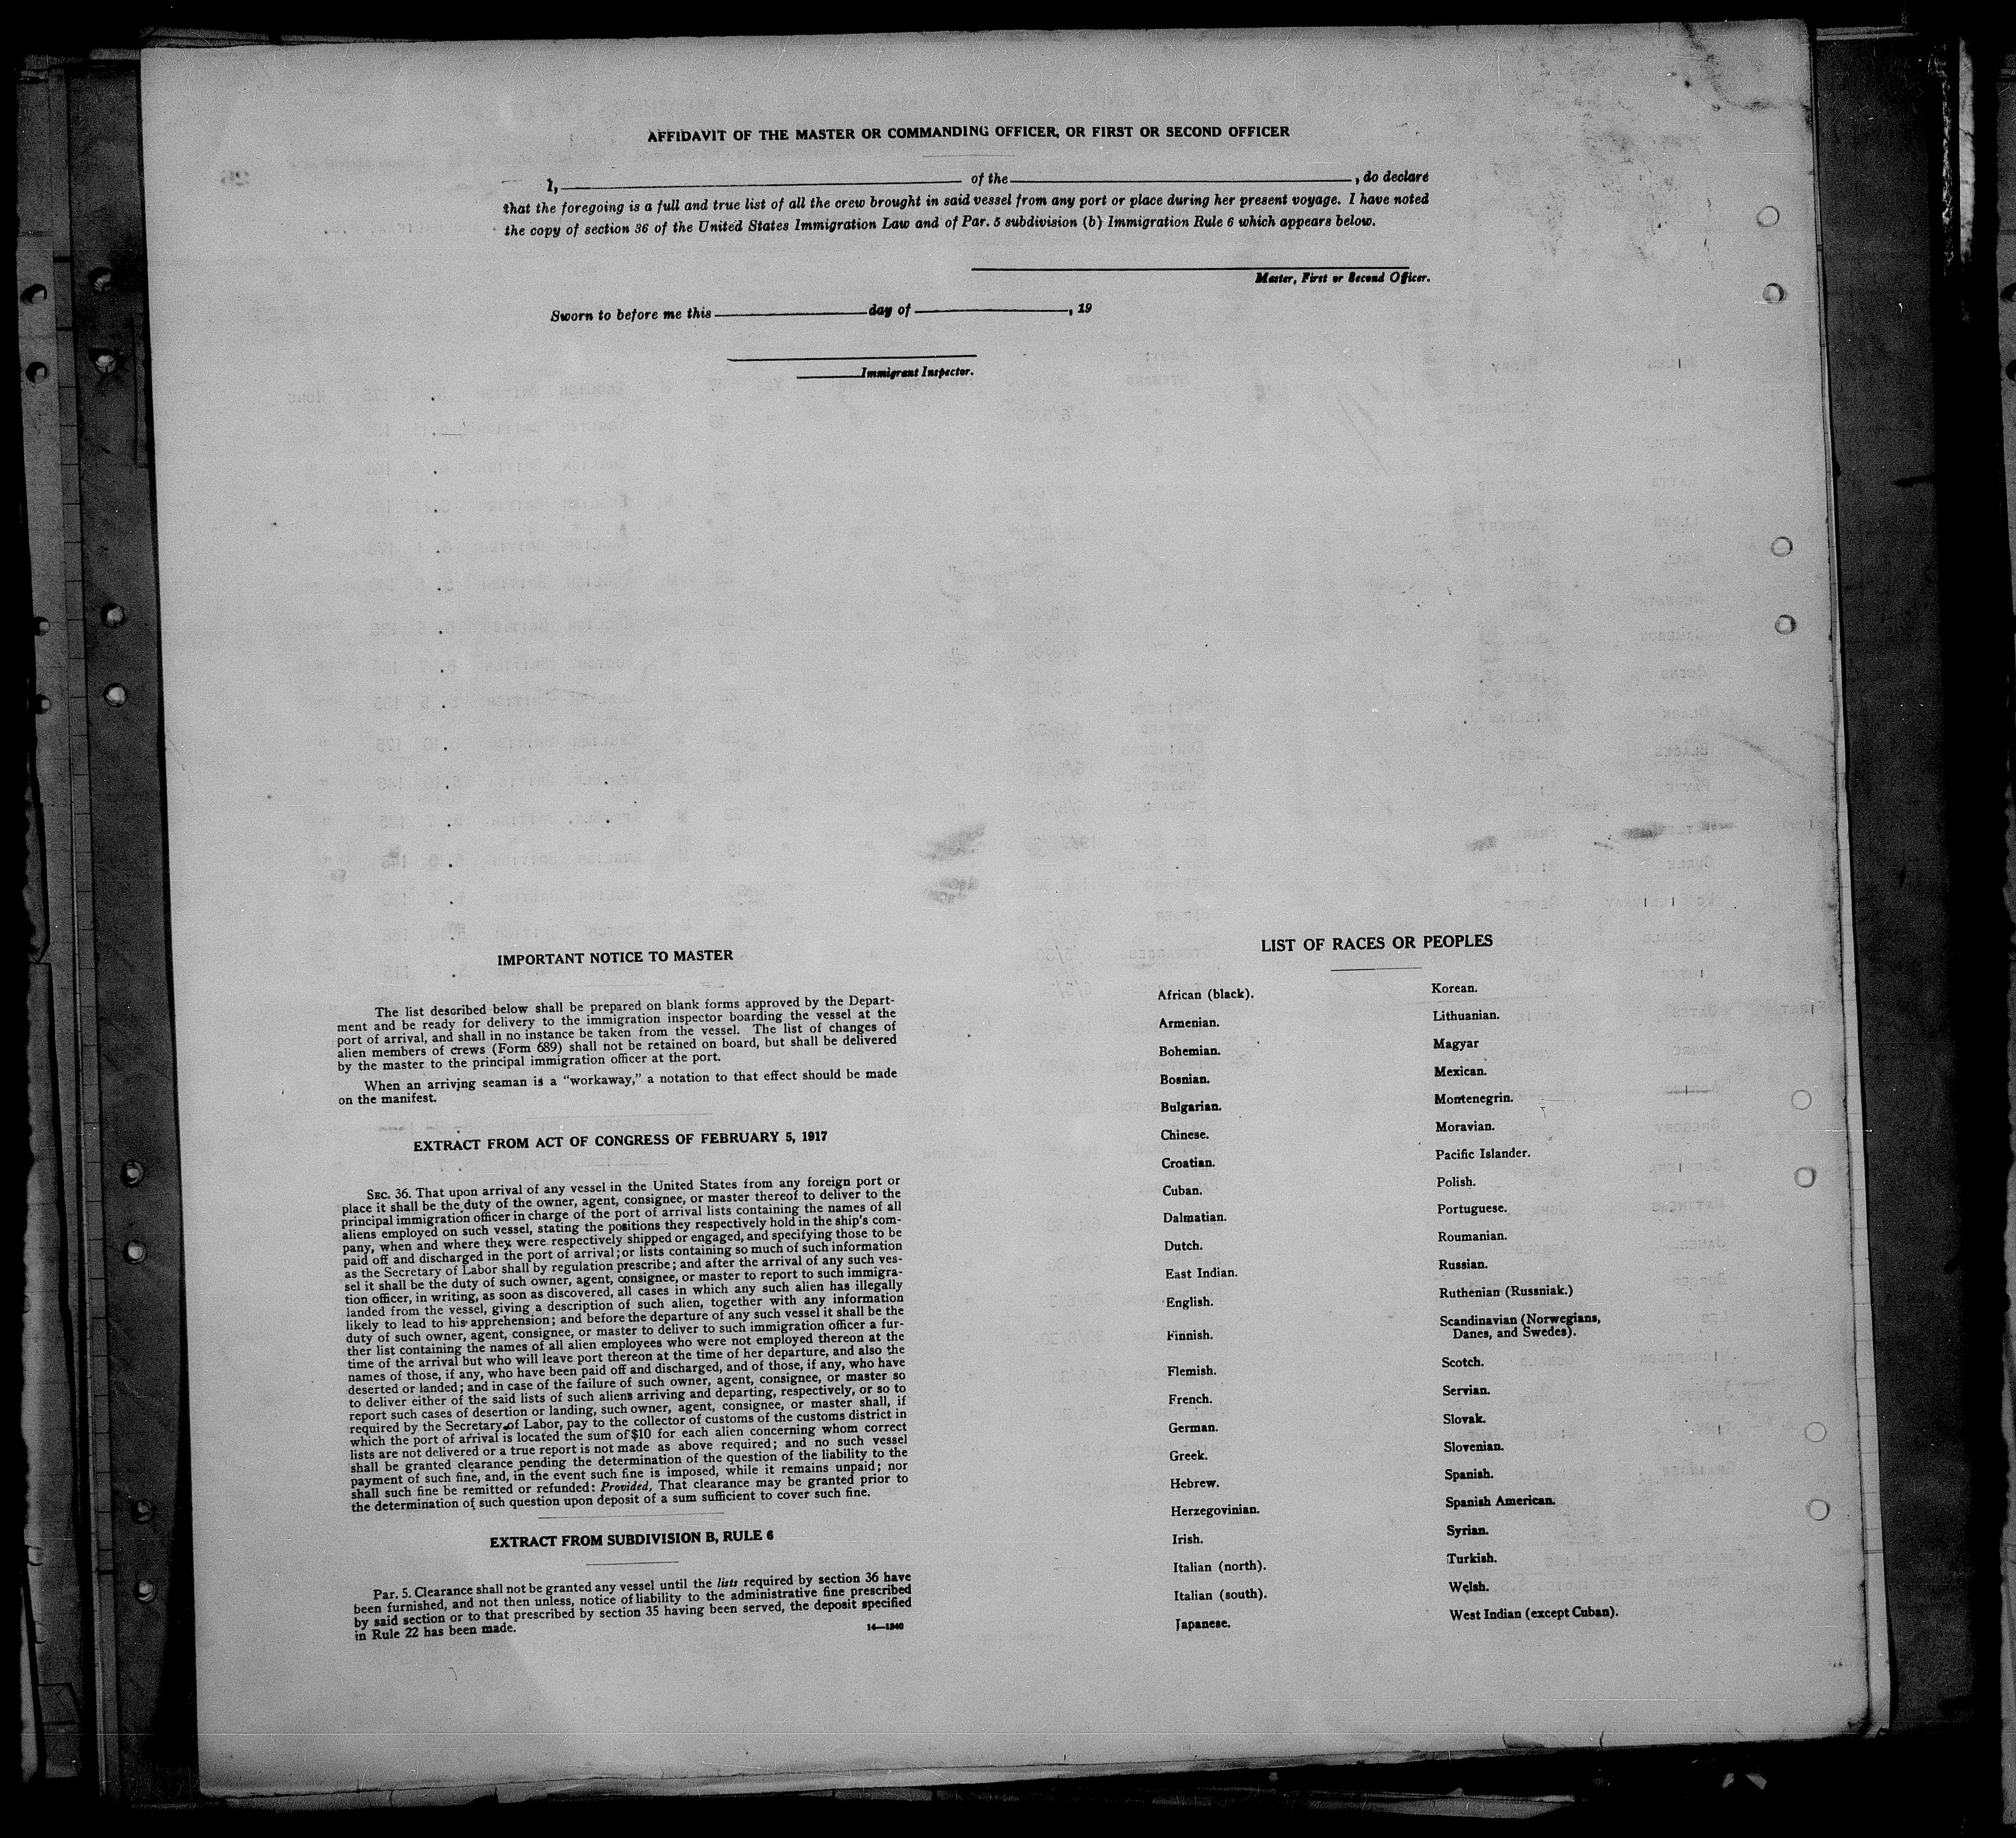 AFFIDAVIT OF THE MASTER OR COMMANDING OFFICER, OR FIRST OR SECOND OFFICER
I, of the , do declare
that the foregoing is a full and true list of all the crew brought in said vessel from any port or place during her present voyage. I have noted
the copy of section 36 of the United States Immigration Law and of Par. 5 subdivision (b) Immigration Rule 6 which appears below.
Master, First or Second Officer.
Sworn to before me this day of , 19
Immigrant Inspector.
IMPORTANT NOTICE TO MASTER
The list described below shall be prepared on blank forms approved by the Depart-
ment and be ready for delivery to the immigration inspector boarding the vessel at the
port of arrival, and shall in no instance be taken from the vessel. The list of changes of
alien members of crews (Form 689) shall not be retained on board, but shall be delivered
by the master to the principal immigration officer at the port.
When an arriving seaman is a "workaway," a notation to that effect should be made
on the manifest.
EXTRACT FROM ACT OF CONGRESS OF FEBRUARY 5, 1917
SEC. 36. That upon arrival of any vessel in the United States from any foreign port or
place it shall be the duty of the owner, agent, consignee, or master thereof to deliver to the
principal immigration officer in charge of the port of arrival lists containing the names of all
aliens employed on such vessel, stating the positions they respectively hold in the ship's com-
pany, when and where they were respectively shipped or engaged, and specifying those to be
paid off and discharged in the port of arrival; or lists containing so much of such information
as the Secretary of Labor shall by regulation prescribe; and after the arrival of any such ves-
sel it shall be the duty of such owner, agent, consignee, or master to report to such immigra-
tion officer, in writing, as soon as discovered, all cases in which any such alien has illegally
landed from the vessel, giving a description of such alien, together with any information
likely to lead to his apprehension; and before the departure of any such vessel it shall be the
duty of such owner, agent, consignee, or master to deliver to such immigration officer a fur-
ther list containing the names of all alien employees who were not employed thereon at the
time of the arrival but who will leave port thereon at the time of her departure, and also the
names of those, if any, who have been paid off and discharged, and of those, if any, who have
deserted or landed; and in case of the failure of such owner, agent, consignee, or master so
to deliver either of the said lists of such aliens arriving and departing, respectively, or so to
report such cases of desertion or landing, such owner, agent, consignee, or master shall, if
required by the Secretary of Labor, pay to the collector of customs of the customs district in
which the port of arrival is located the sum of $10 for each alien concerning whom correct
lists are not delivered or a true report is not made as above required; and no such vessel
shall be granted clearance pending the determination of the question of the liability to the
payment of such fine, and, in the event such fine is imposed, while it remains unpaid; nor
shall such fine be remitted or refunded: Provided, That clearance may be granted prior to
the determination of such question upon deposit of a sum sufficient to cover such fine.
EXTRACT FROM SUBDIVISION B, RULE 6
Par. 5. Clearance shall not be granted any vessel until the lists required by section 36 have
been furnished, and not then unless, notice of liability to the administrative fine prescribed
by said section or to that prescribed by section 35 having been served, the deposit specified
in Rule 22 has been made.
14—1240
LIST OF RACES OR PEOPLES
African (black).
Armenian.
Bohemian.
Bosnian.
Bulgarian.
Chinese.
Croatian.
Cuban.
Dalmatian.
Dutch.
East Indian.
English.
Finnish.
Flemish.
French.
German.
Greek.
Hebrew.
Herzegovinian.
Irish.
Italian (north).
Italian (south).
Japanese.
Korean.
Lithuanian.
Magyar
Mexican.
Montenegrin.
Moravian.
Pacific Islander.
Polish.
Portuguese.
Roumanian.
Russian.
Ruthenian (Russniak.)
Scandinavian (Norwegians,
Danes, and Swedes).
Scotch.
Servian.
Slovak.
Slovenian.
Spanish.
Spanish American.
Syrian.
Turkish.
Welsh.
West Indian (except Cuban).